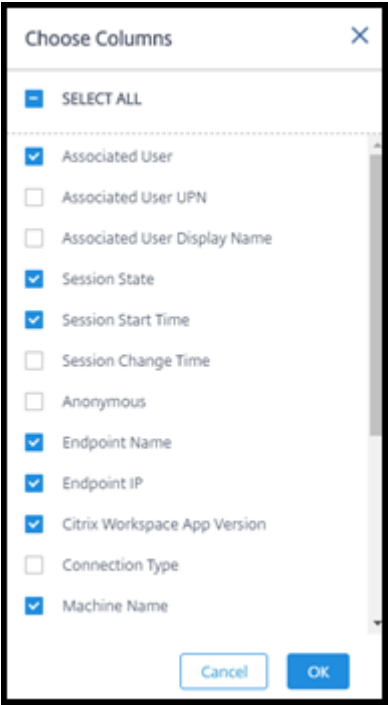 Choose Columns
SELECT ALL
Associated User
Associated User UPN
Associated User Display Name
Session State
Session Start Time
Session Change Time
Anonymous
Endpoint Name
Endpoint IP
Citrix Workspace App Version
Connection Type
Machine Name
Cancel OK